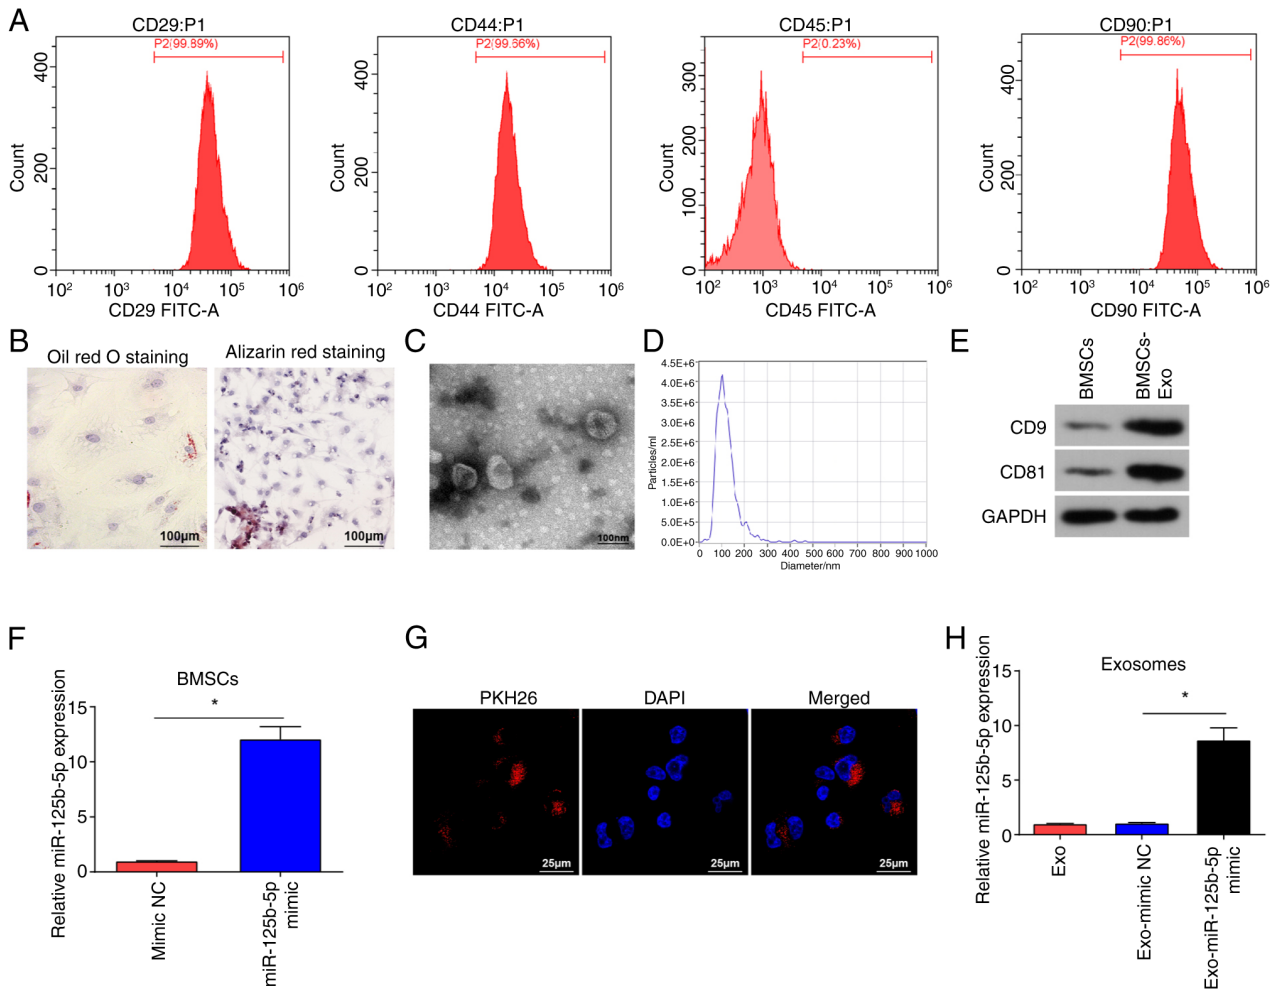 A
CD29:P1
P2(99.89%)
Count
400
200
0
10² 10³ 10⁴ 10⁵ 10⁶
CD29 FITC-A
CD44:P1
P2(99.66%)
Count
400
200
0
10² 10³ 10⁴ 10⁵ 10⁶
CD44 FITC-A
CD45:P1
P2(0.23%)
Count
300
200
100
0
10² 10³ 10⁴ 10⁵ 10⁶
CD45 FITC-A
CD90:P1
P2(99.86%)
Count
400
200
0
10² 10³ 10⁴ 10⁵ 10⁶
CD90 FITC-A
B
Oil red O staining
100µm
Alizarin red staining
100µm
C
100nm
D
Particles/ml
4.5E+6
4.0E+6
3.5E+6
3.0E+6
2.5E+6
2.0E+6
1.5E+6
1.0E+6
5.0E+5
0.0E+0
0 100 200 300 400 500 600 700 800 900 1000
Diameter/nm
E
BMSCs
BMSCs-
Exo
CD9
CD81
GAPDH
F
BMSCs
*
Relative miR-125b-5p expression
15
10
5
0
Mimic NC
miR-125b-5p
mimic
G
PKH26
DAPI
Merged
25µm
25µm
25µm
H
Exosomes
*
Relative miR-125b-5p expression
15
10
5
0
Exo
Exo-mimic NC
Exo-miR-125b-5p
mimic